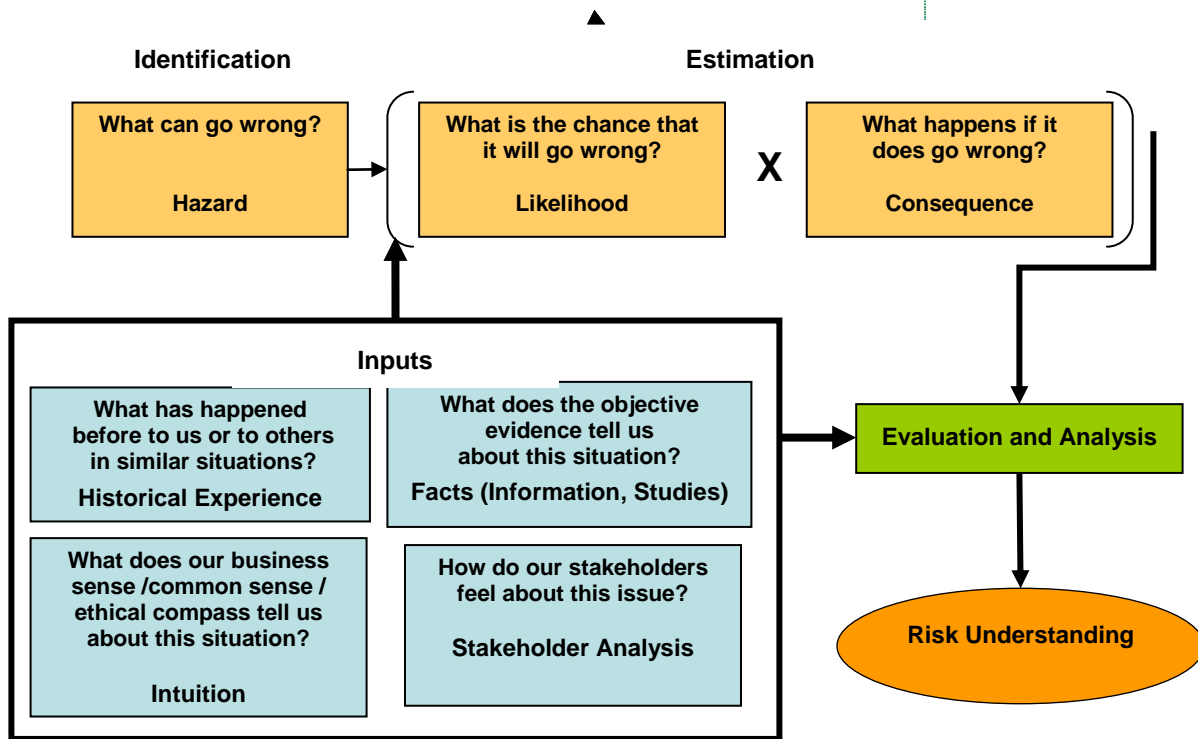 Identification
Estimation
What can go wrong?
Hazard
What is the chance that
it will go wrong?
Likelihood
X
What happens if it
does go wrong?
Consequence
Inputs
What has happened
before to us or to others
in similar situations?
Historical Experience
What does the objective
evidence tell us
about this situation?
Facts (Information, Studies)
What does our business
sense /common sense /
ethical compass tell us
about this situation?
Intuition
How do our stakeholders
feel about this issue?
Stakeholder Analysis
Evaluation and Analysis
Risk Understanding